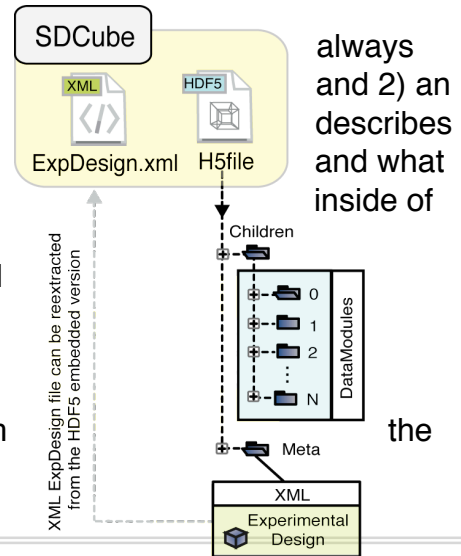 SDCube
always
and 2) an
describes
and what
inside of
XML
HDF5
</>
ExpDesign.xml
H5file
Children
0
1
2
N
DataModules
XML ExpDesign file can be reextracted
from the HDF5 embedded version
the
Meta
XML
Experimental
Design